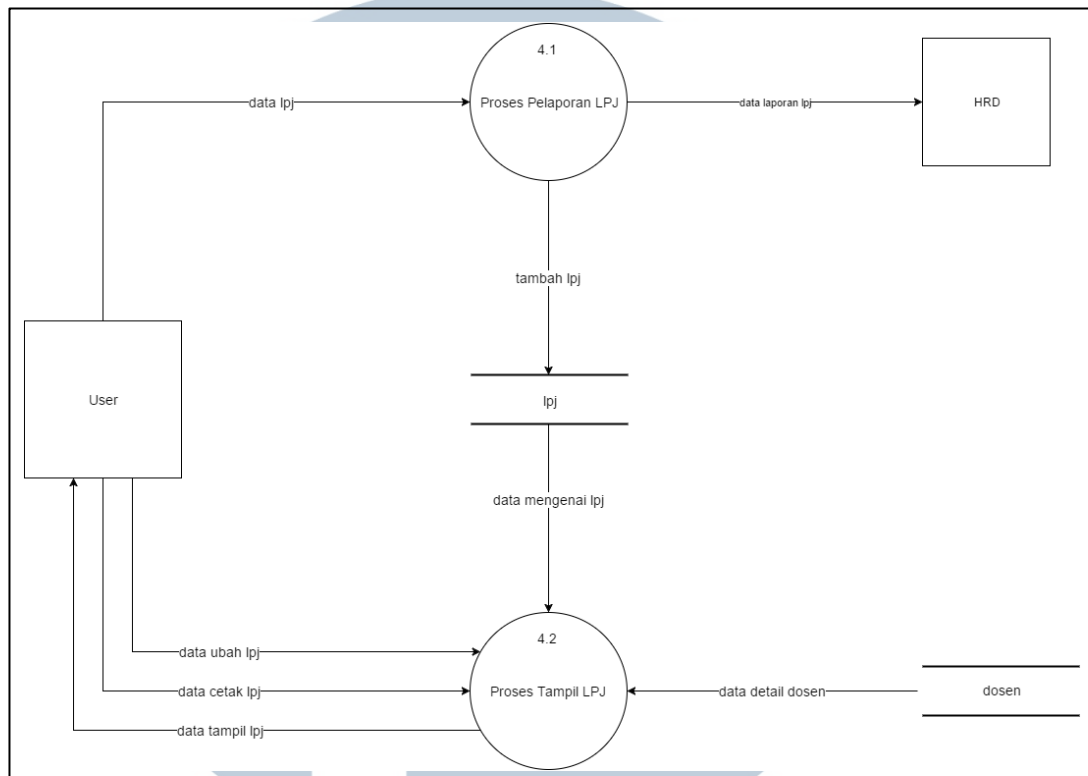 4.1
data lpj
Proses Pelaporan LPJ
data laporan lpj
HRD
tambah lpj
User
lpj
data mengenai lpj
4.2
data ubah lpj
data cetak lpj
Proses Tampil LPJ
data detail dosen
dosen
data tampil lpj